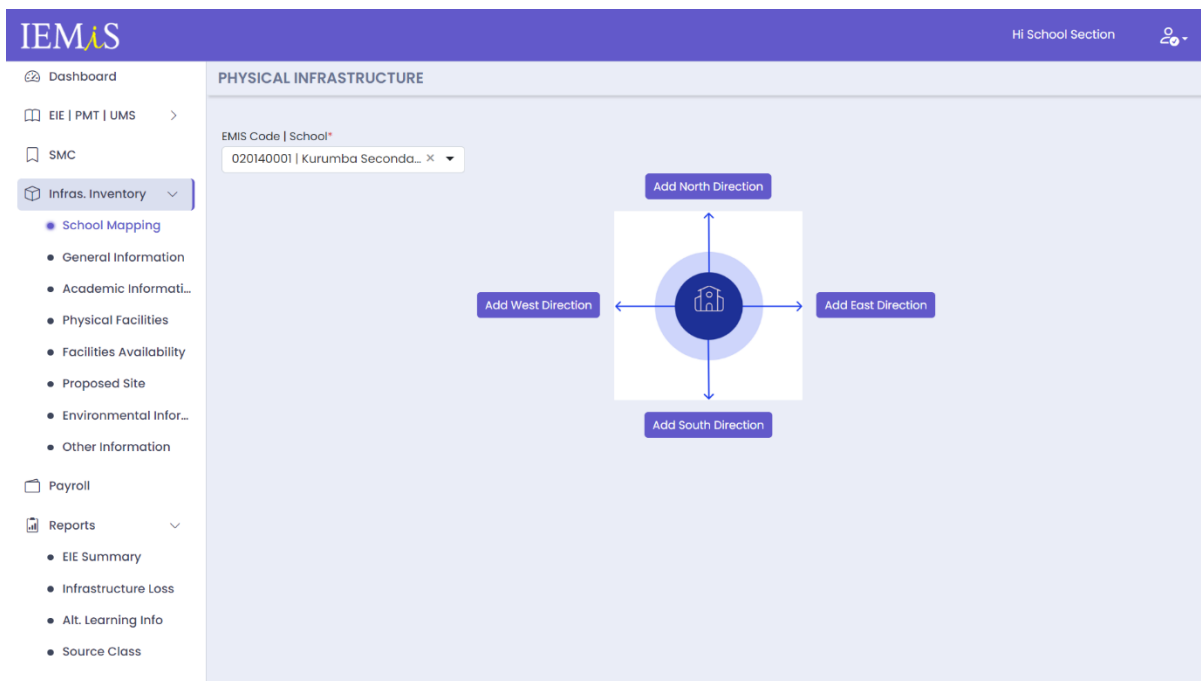 IEMiS
Hi School Section
Dashboard
EIE | PMT | UMS
SMC
Infras. Inventory
School Mapping
General Information
Academic Informati...
Physical Facilities
Facilities Availability
Proposed Site
Environmental Infor...
Other Information
Payroll
Reports
EIE Summary
Infrastructure Loss
Alt. Learning Info
Source Class
PHYSICAL INFRASTRUCTURE
EMIS Code | School*
020140001 | Kurumba Seconda...
Add North Direction
Add West Direction
Add East Direction
Add South Direction